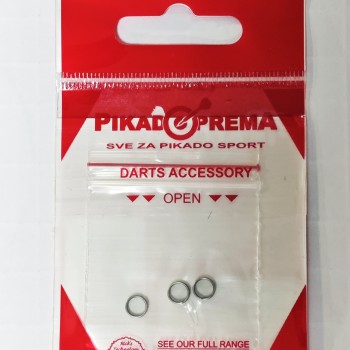 PIKADOPREMA
SVE ZA PIKADO SPORT
DARTS ACCESSORY
OPEN
SEE OUR FULL RANGE